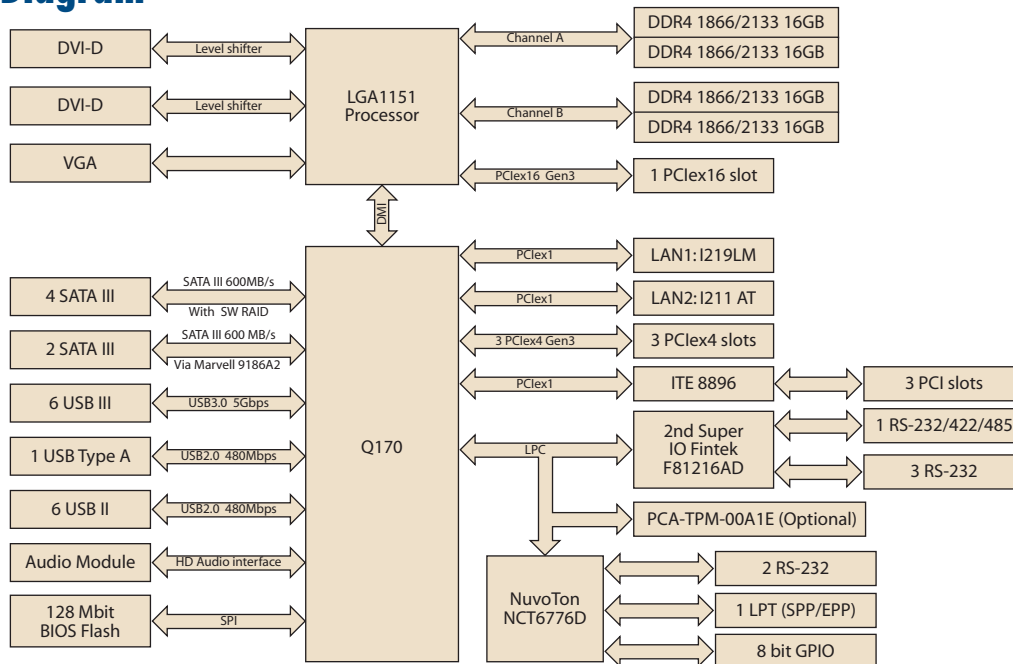 Diagram
DVI-D
Level shifter
DVI-D
Level shifter
VGA
LGA1151
Processor
Channel A
DDR4 1866/2133 16GB
DDR4 1866/2133 16GB
Channel B
DDR4 1866/2133 16GB
DDR4 1866/2133 16GB
PCIex16 Gen3
1 PCIex16 slot
DMI
4 SATA III
SATA III 600MB/s
With SW RAID
2 SATA III
SATA III 600 MB/s
Via Marvell 9186A2
6 USB III
USB3.0 5Gbps
1 USB Type A
USB2.0 480Mbps
6 USB II
USB2.0 480Mbps
Audio Module
HD Audio interface
128 Mbit
BIOS Flash
SPI
Q170
PCIex1
LAN1: I219LM
PCIex1
LAN2: I211 AT
3 PCIex4 Gen3
3 PCIex4 slots
PCIex1
ITE 8896
3 PCI slots
LPC
2nd Super
IO Fintek
F81216AD
1 RS-232/422/485
3 RS-232
PCA-TPM-00A1E (Optional)
NuvoTon
NCT6776D
2 RS-232
1 LPT (SPP/EPP)
8 bit GPIO